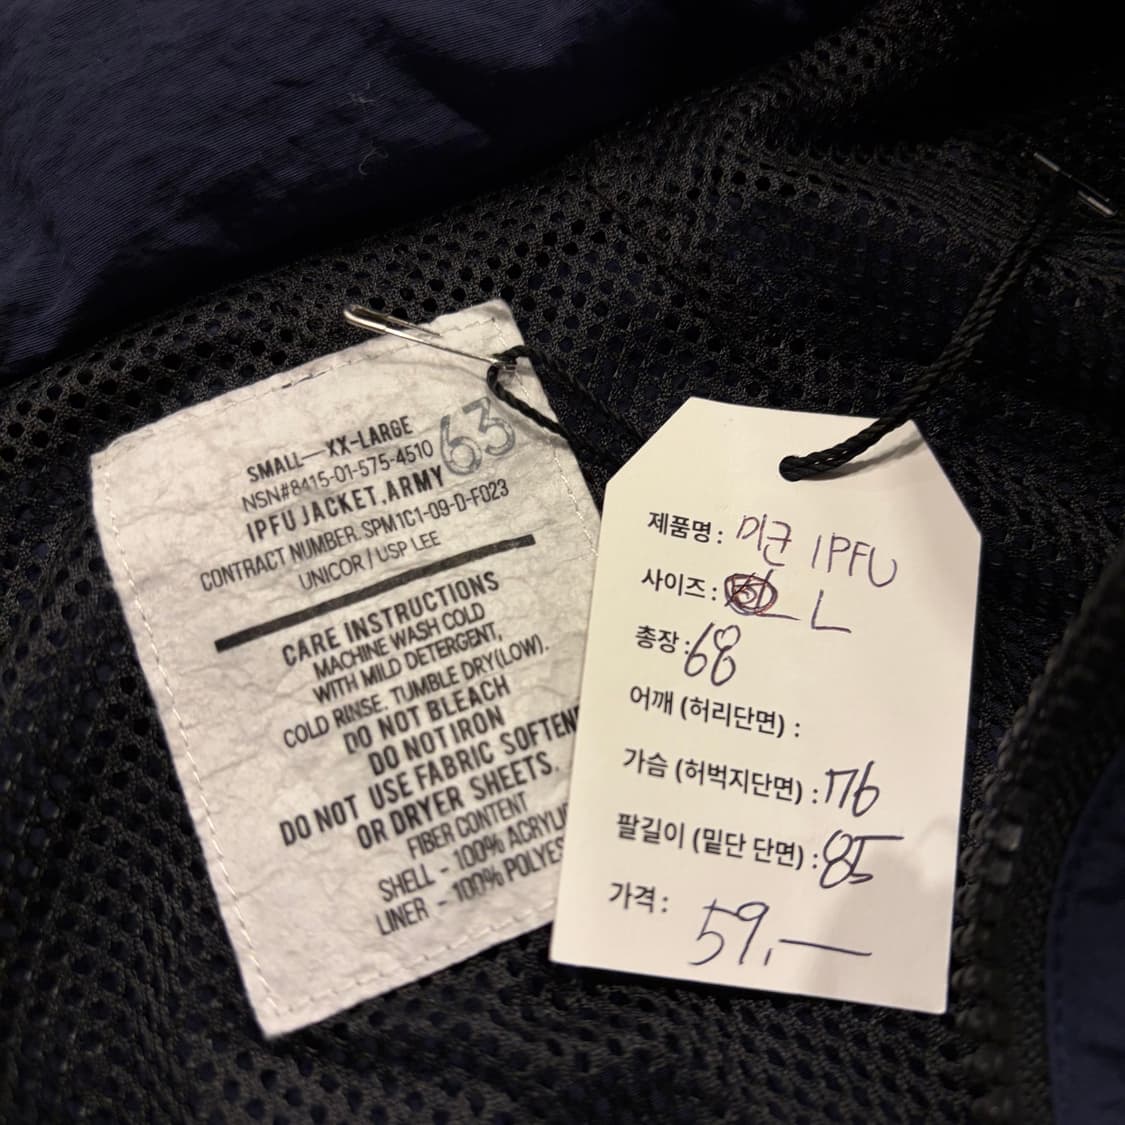 SMALL—XX-LARGE
63
NSN#8415-01-575-4510
IPFU JACKET, ARMY
CONTRACT NUMBER. SPM1C1-09-D-F023
UNICOR / USP LEE
CARE INSTRUCTIONS
MACHINE WASH COLD
WITH MILD DETERGENT,
COLD RINSE, TUMBLE DRY(LOW).
DO NOT BLEACH
DO NOT IRON
DO NOT USE FABRIC SOFTEN
OR DRYER SHEETS.
FIBER CONTENT
SHELL - 100% ACRYLI
LINER - 100% POLYES
제품명: 미군 IPFU
사이즈: L
총장: 68
어깨 (허리단면) :
가슴 (허벅지단면) : 76
팔길이 (밑단 단면) : 85
가격: 59,—